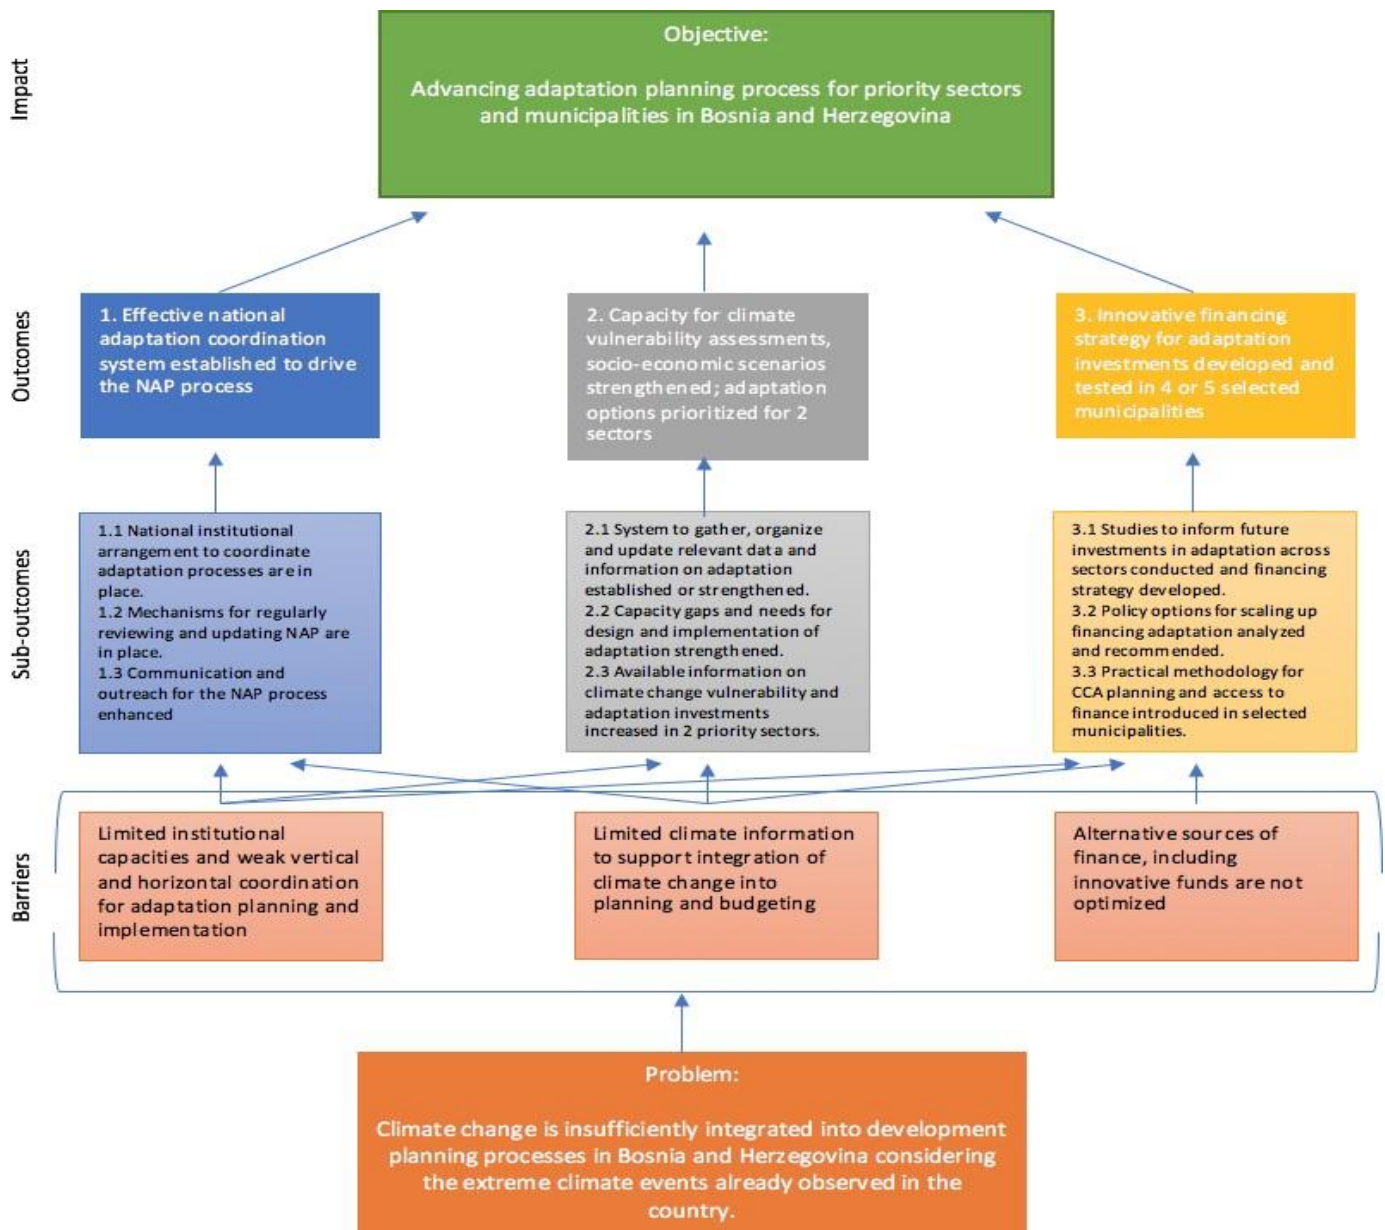 Impact
Objective:
Advancing adaptation planning process for priority sectors
and municipalities in Bosnia and Herzegovina
Outcomes
1. Effective national
adaptation coordination
system established to drive
the NAP process
2. Capacity for climate
vulnerability assessments,
socio-economic scenarios
strengthened; adaptation
options prioritized for 2
sectors
3. Innovative financing
strategy for adaptation
investments developed and
tested in 4 or 5 selected
municipalities
Sub-outcomes
1.1 National institutional
arrangement to coordinate
adaptation processes are in
place.
1.2 Mechanisms for regularly
reviewing and updating NAP are
in place.
1.3 Communication and
outreach for the NAP process
enhanced
2.1 System to gather, organize
and update relevant data and
information on adaptation
established or strengthened.
2.2 Capacity gaps and needs for
design and implementation of
adaptation strengthened.
2.3 Available information on
climate change vulnerability and
adaptation investments
increased in 2 priority sectors.
3.1 Studies to inform future
investments in adaptation across
sectors conducted and financing
strategy developed.
3.2 Policy options for scaling up
financing adaptation analyzed
and recommended.
3.3 Practical methodology for
CCA planning and access to
finance introduced in selected
municipalities.
Barriers
Limited institutional
capacities and weak vertical
and horizontal coordination
for adaptation planning and
implementation
Limited climate information
to support integration of
climate change into
planning and budgeting
Alternative sources of
finance, including
innovative funds are not
optimized
Problem:
Climate change is insufficiently integrated into development
planning processes in Bosnia and Herzegovina considering
the extreme climate events already observed in the
country.